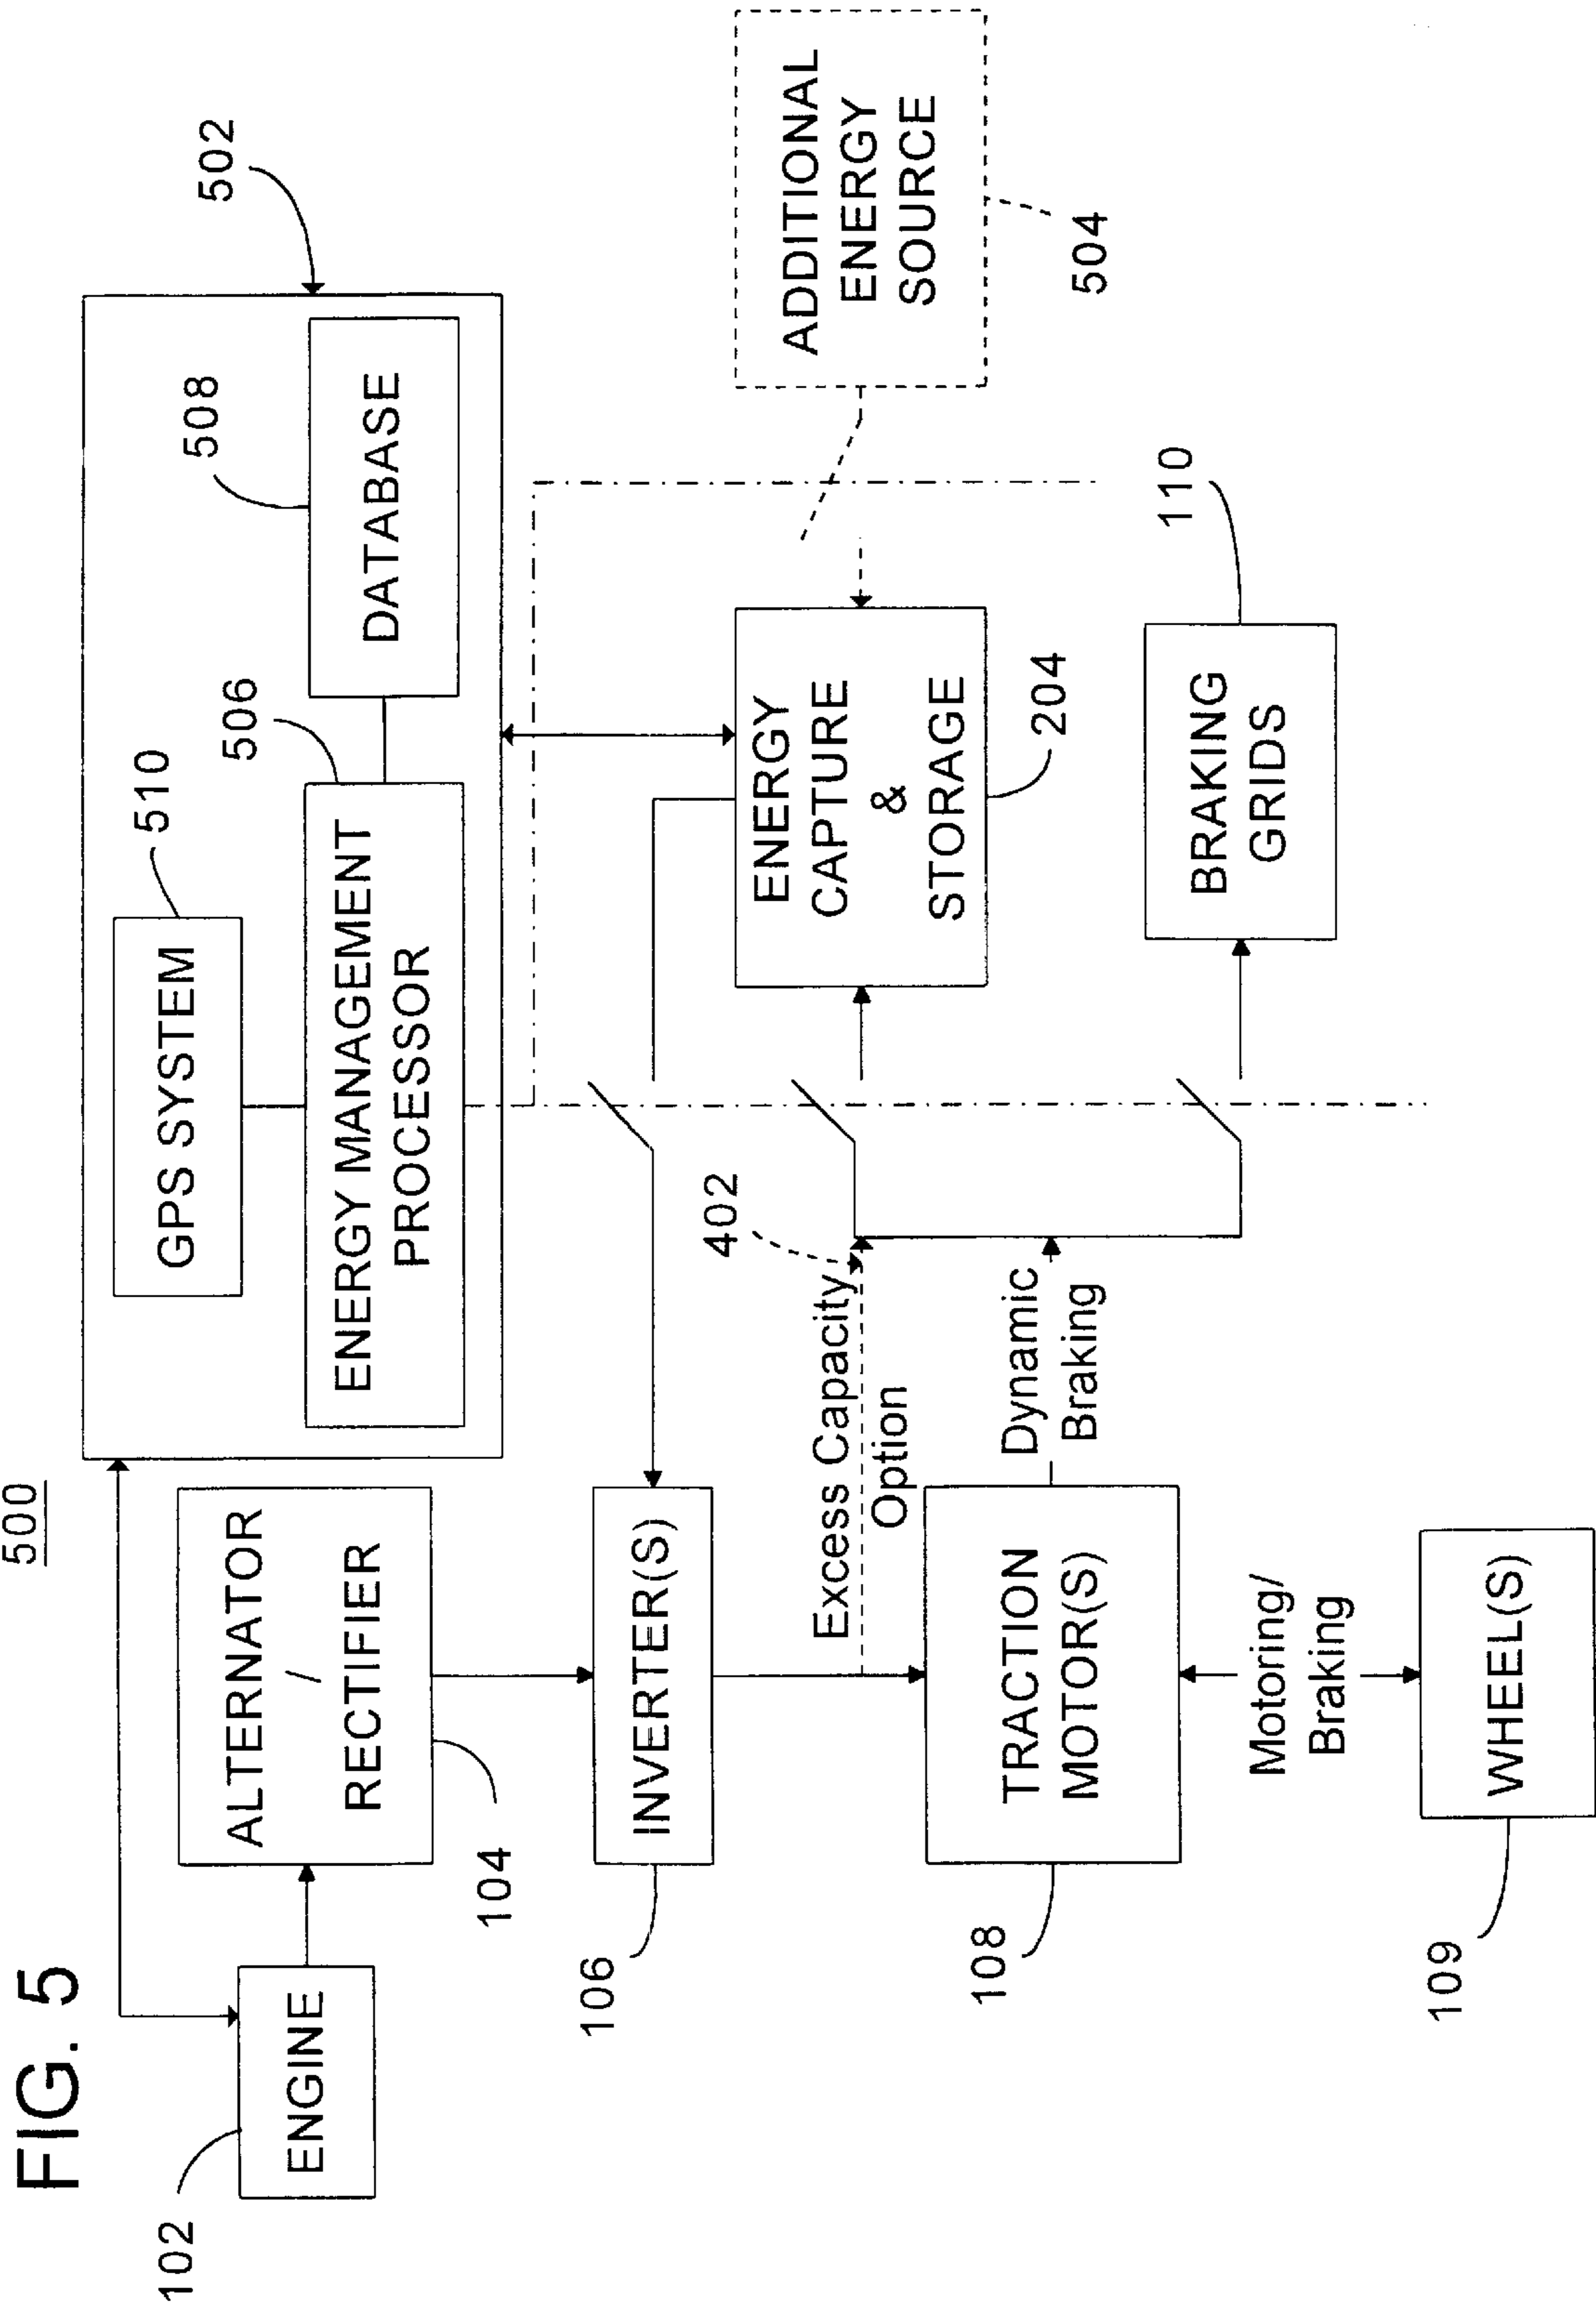 FIG. 5
500
502
510
GPS SYSTEM
508
506
DATABASE
ENERGY MANAGEMENT
PROCESSOR
102
ENGINE
ALTERNATOR
/
RECTIFIER
104
106
INVERTER(S)
402
Excess Capacity
Option
ENERGY
CAPTURE
&
STORAGE
204
ADDITIONAL
ENERGY
SOURCE
504
108
TRACTION
MOTOR(S)
Dynamic
Braking
110
BRAKING
GRIDS
Motoring/
Braking
109
WHEEL(S)